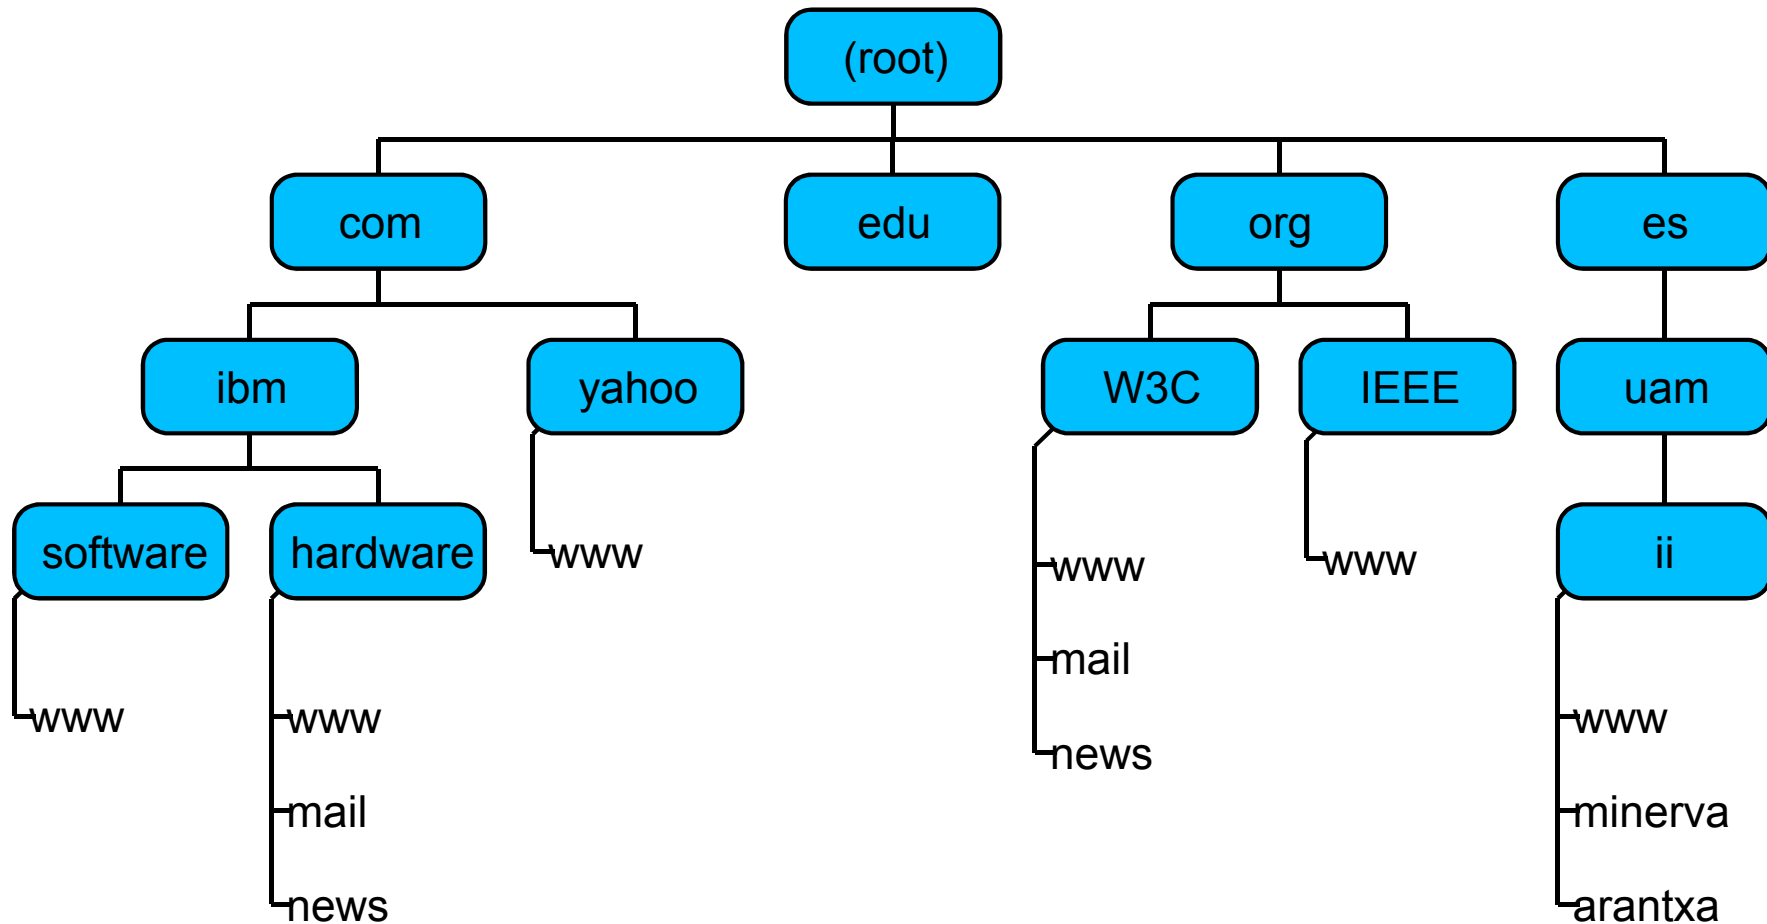 (root)
com
edu
org
es
ibm
yahoo
W3C
IEEE
uam
software
hardware
www
www
www
ii
mail
news
www
www
www
mail
minerva
news
arantxa